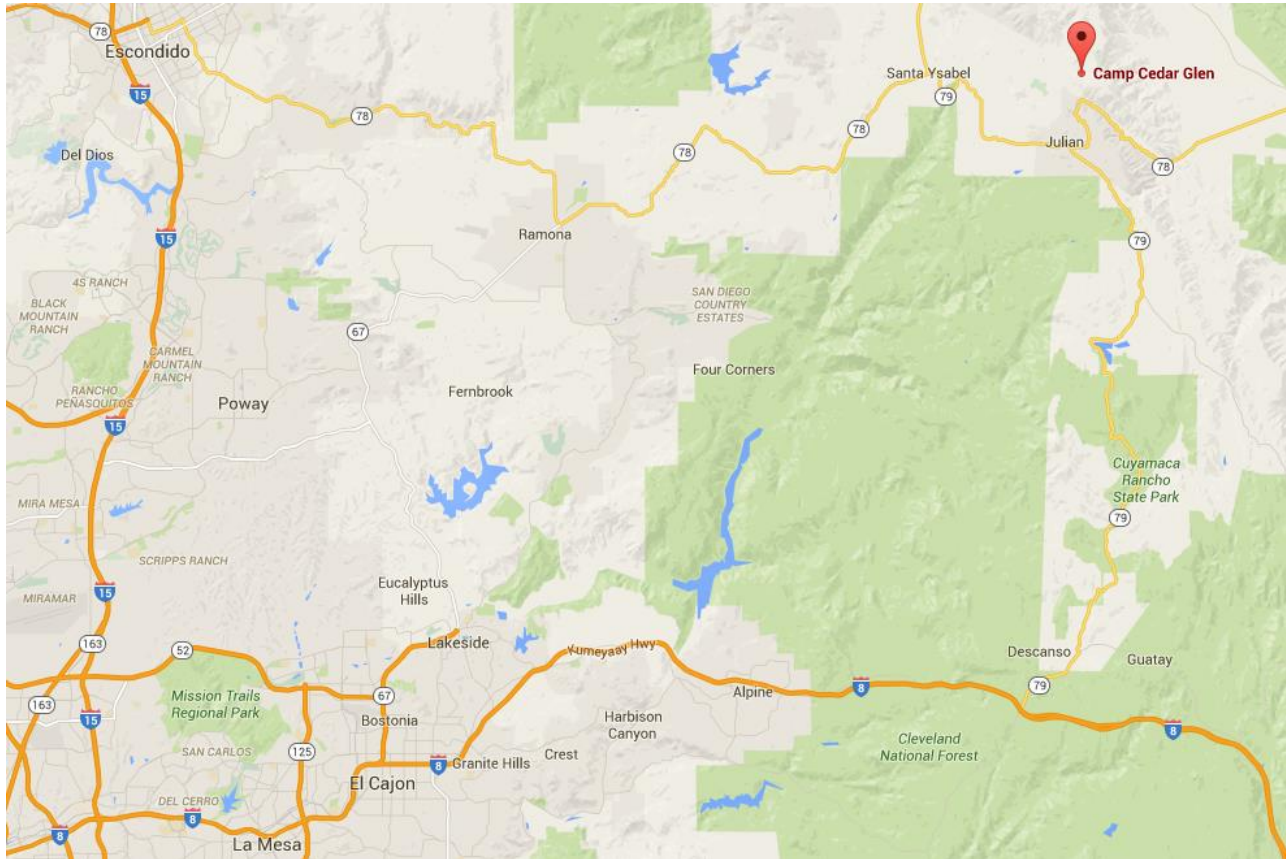 78
Escondido
Santa Ysabel
Camp Cedar Glen
15
79
78
78
Julian
Del Dios
78
78
15
Ramona
79
4S RANCH
SAN DIEGO
COUNTRY
ESTATES
BLACK
MOUNTAIN
RANCH
67
CARMEL
MOUNTAIN
RANCH
Four Corners
RANCHO
PEÑASQUITOS
Fernbrook
Poway
15
Cuyamaca
Rancho
State Park
MIRA MESA
79
SCRIPPS RANCH
Eucalyptus
Hills
15
MIRAMAR
163
Lakeside
52
Kumeyaay Hwy
Descanso
Guatay
79
8
163
Mission Trails
Regional Park
67
Alpine
15
Bostonia
Harbison
Canyon
8
Cleveland
National Forest
SAN CARLOS
125
Crest
8
Granite Hills
El Cajon
DEL CERRO
8
8
La Mesa